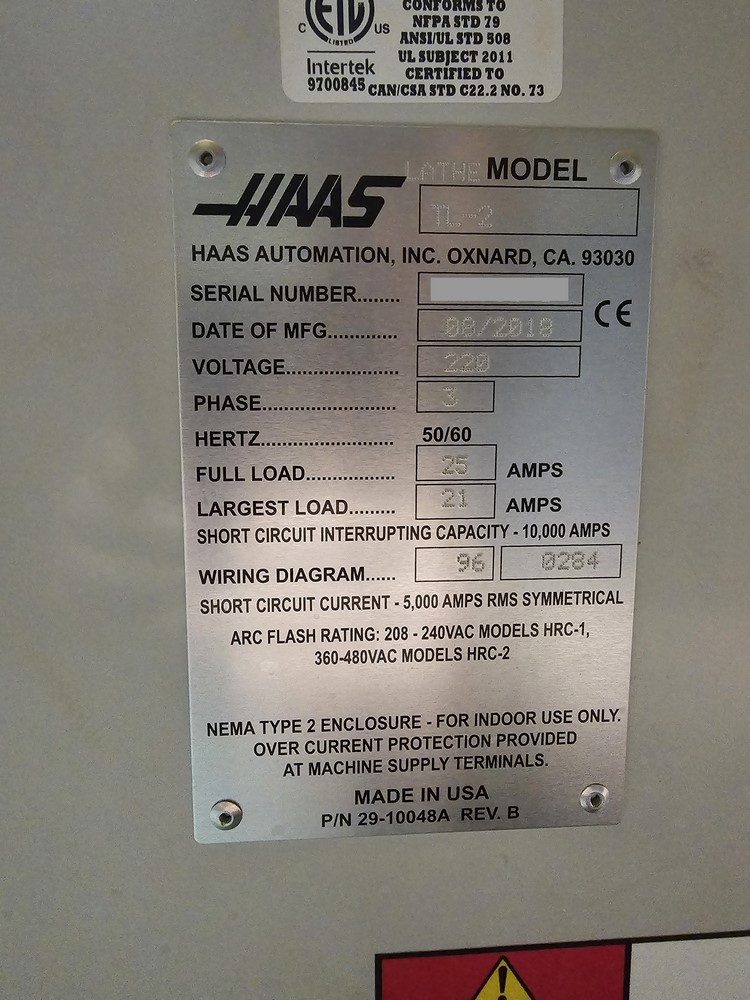 CONFORMS TO
NFPA STD 79
ANSI/UL STD 508
UL SUBJECT 2011
CERTIFIED TO
CAN/CSA STD C22.2 NO. 73
ETL
LISTED
C US
Intertek
9700845
HAAS
LATHE MODEL
TL-2
HAAS AUTOMATION, INC. OXNARD, CA. 93030
SERIAL NUMBER........
CE
DATE OF MFG............. 08/2018
VOLTAGE..................... 220
PHASE......................... 3
HERTZ......................... 50/60
FULL LOAD................. 25 AMPS
LARGEST LOAD......... 21 AMPS
SHORT CIRCUIT INTERRUPTING CAPACITY - 10,000 AMPS
WIRING DIAGRAM...... 96 0284
SHORT CIRCUIT CURRENT - 5,000 AMPS RMS SYMMETRICAL
ARC FLASH RATING: 208 - 240VAC MODELS HRC-1,
360-480VAC MODELS HRC-2
NEMA TYPE 2 ENCLOSURE - FOR INDOOR USE ONLY.
OVER CURRENT PROTECTION PROVIDED
AT MACHINE SUPPLY TERMINALS.
MADE IN USA
P/N 29-10048A REV. B